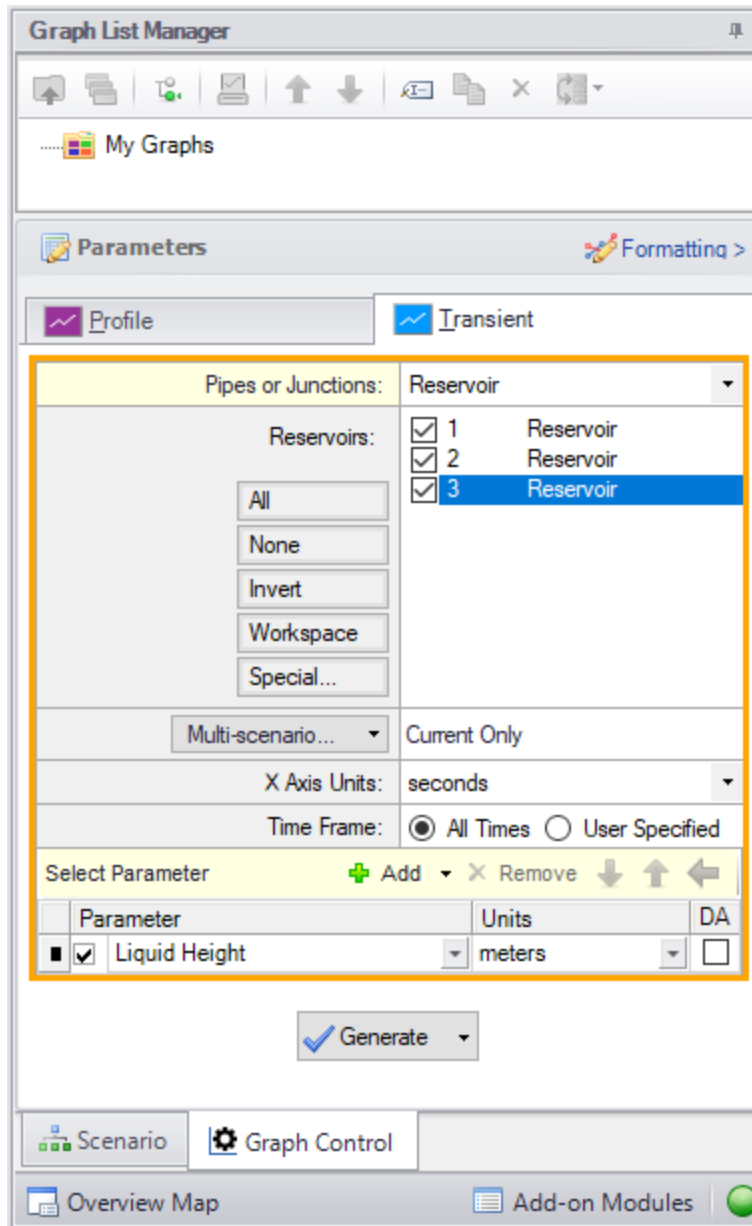 Graph List Manager
My Graphs
Parameters
Formatting >
Profile
Transient
Pipes or Junctions:
Reservoir
Reservoirs:
1 Reservoir
2 Reservoir
3 Reservoir
All
None
Invert
Workspace
Special...
Multi-scenario...
Current Only
X Axis Units:
seconds
Time Frame:
All Times
User Specified
Select Parameter
Add
Remove
Parameter
Units
DA
Liquid Height
meters
Generate
Scenario
Graph Control
Overview Map
Add-on Modules